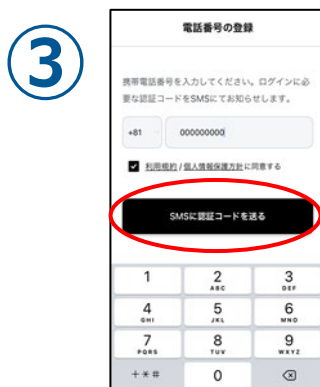 ③
電話番号の登録
携帯電話番号を入力してください。ログインに必
要な認証コードをSMSにてお知らせします。
+81 000000000
利用規約 / 個人情報保護方針に同意する
SMSに認証コードを送る
1 2 3
ABC DEF
4 5 6
GHI JKL MNO
7 8 9
PQRS TUV WXYZ
+*# 0